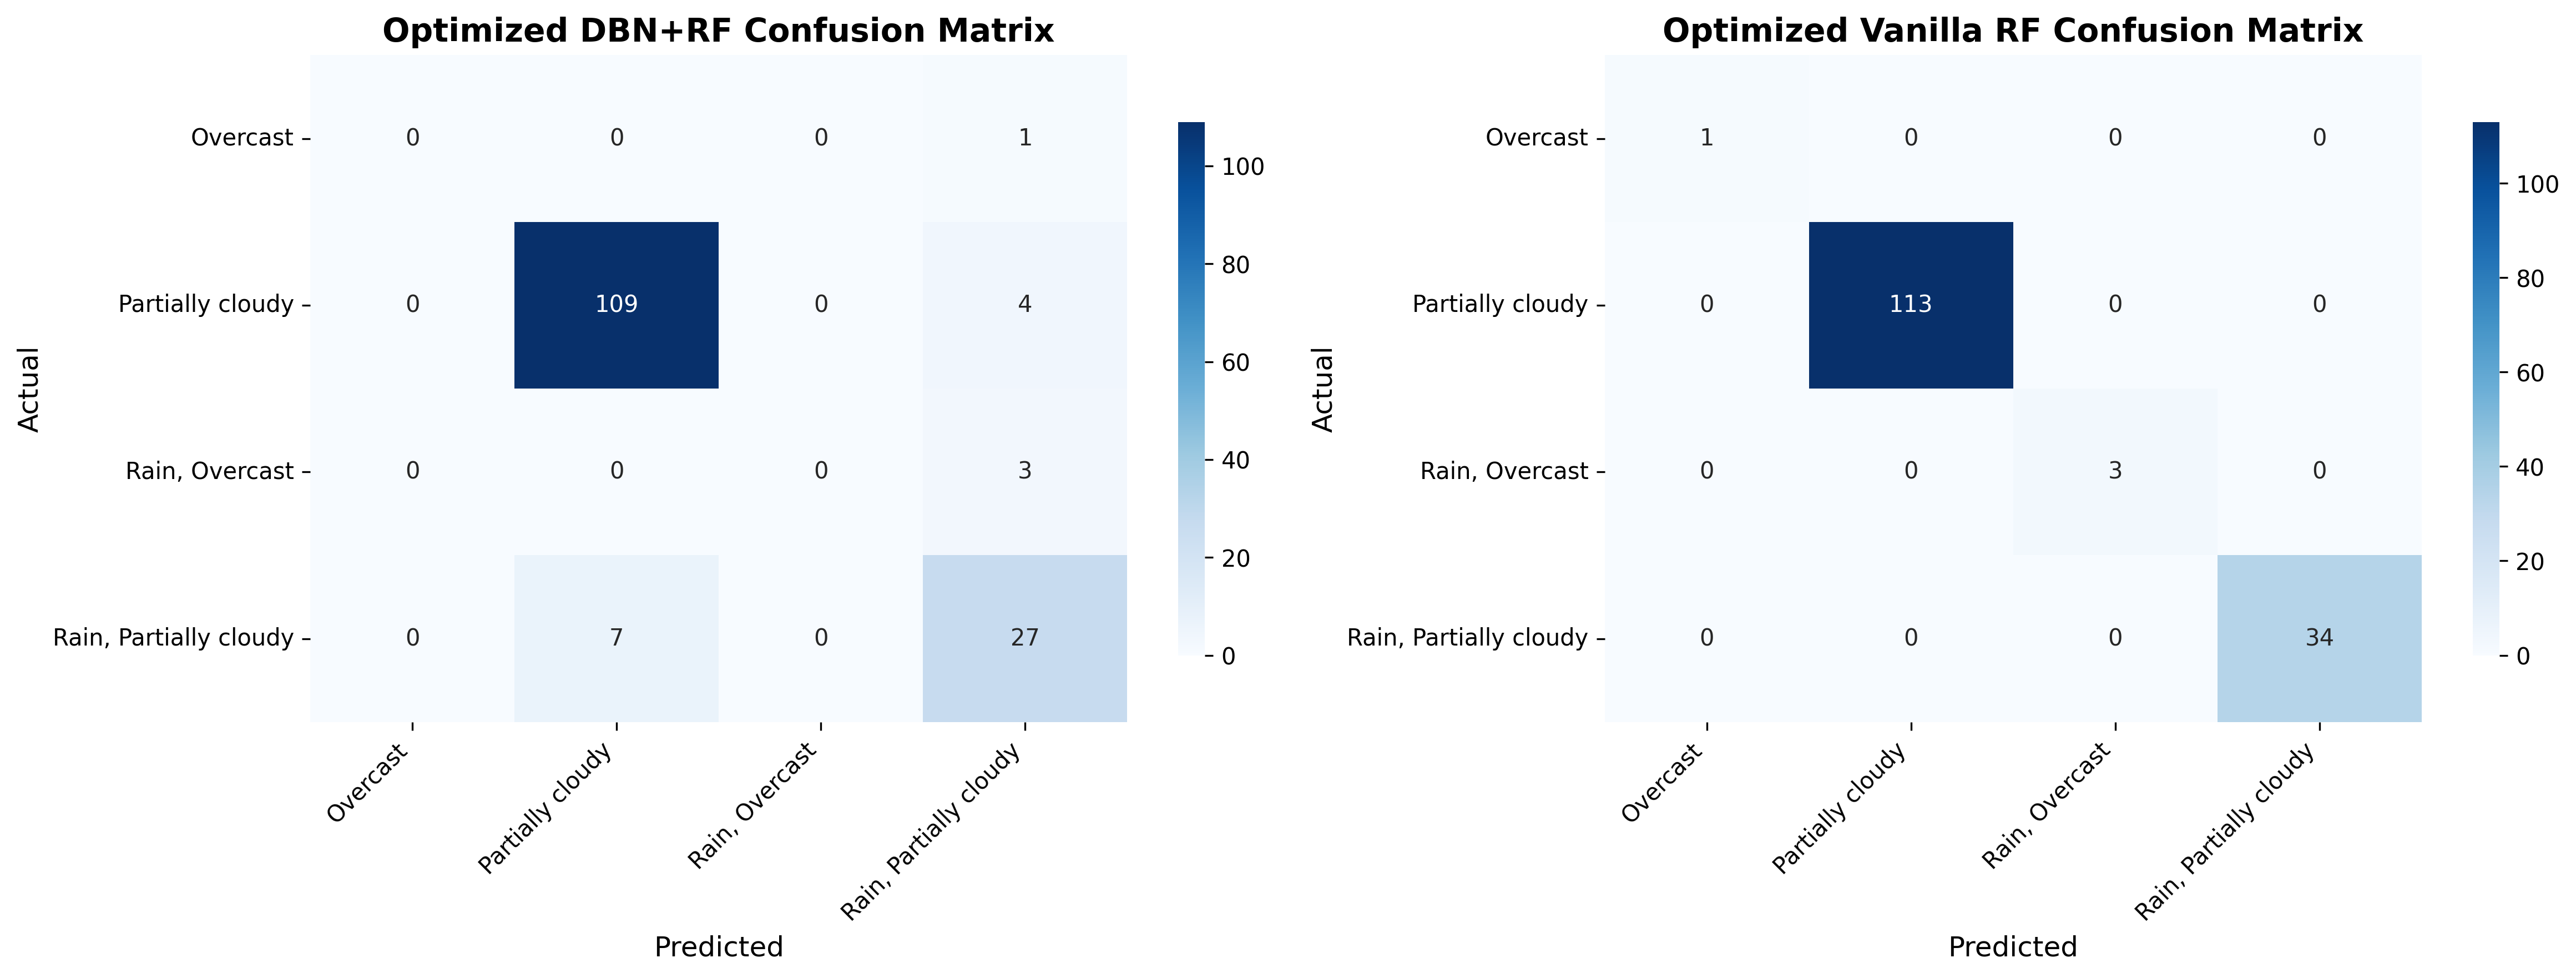 Optimized DBN+RF Confusion Matrix
Actual
Overcast 0 0 0 1
Partially cloudy 0 109 0 4
Rain, Overcast 0 0 0 3
Rain, Partially cloudy 0 7 0 27
Overcast
Partially cloudy
Rain, Overcast
Rain, Partially cloudy
Predicted
100
80
60
40
20
0
Optimized Vanilla RF Confusion Matrix
Actual
Overcast 1 0 0 0
Partially cloudy 0 113 0 0
Rain, Overcast 0 0 3 0
Rain, Partially cloudy 0 0 0 34
Overcast
Partially cloudy
Rain, Overcast
Rain, Partially cloudy
Predicted
100
80
60
40
20
0